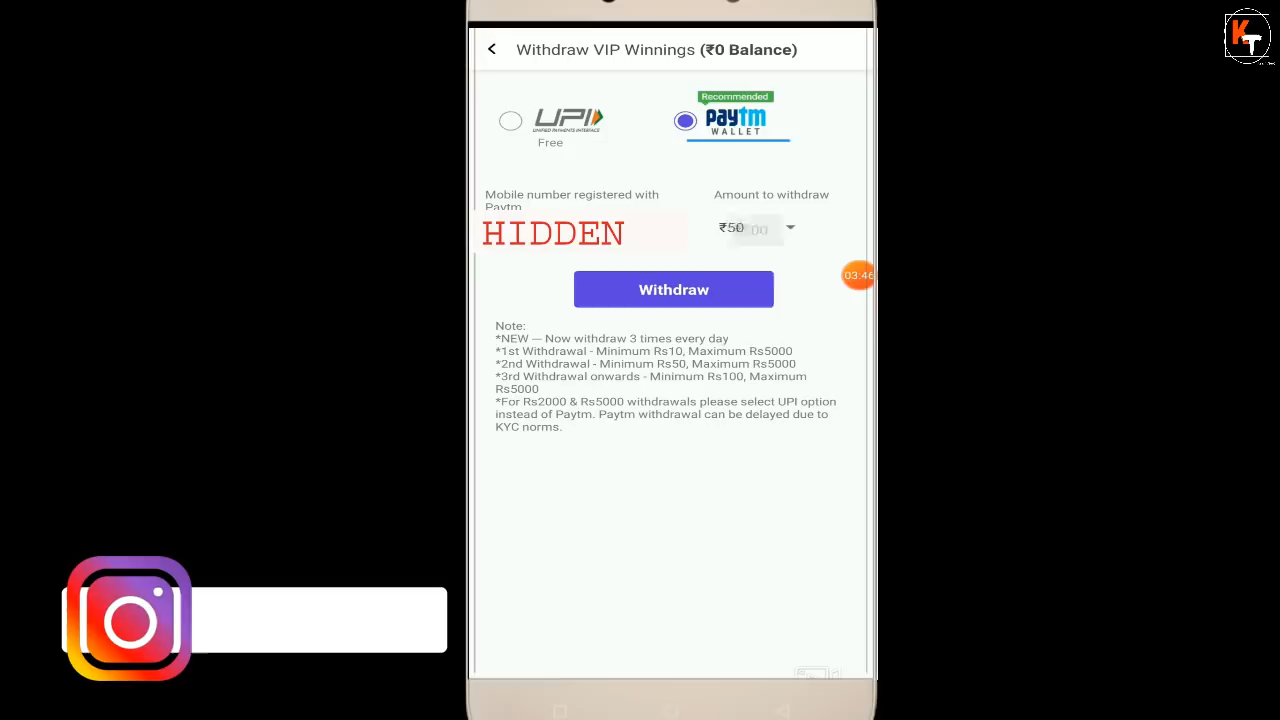 KT
Withdraw VIP Winnings (₹0 Balance)
Recommended
UPI
UNIFIED PAYMENTS INTERFACE
Free
paytm
WALLET
Mobile number registered with
Paytm
Amount to withdraw
HIDDEN
₹50
00
03:46
Withdraw
Note:
*NEW — Now withdraw 3 times every day
*1st Withdrawal - Minimum Rs10, Maximum Rs5000
*2nd Withdrawal - Minimum Rs50, Maximum Rs5000
*3rd Withdrawal onwards - Minimum Rs100, Maximum
Rs5000
*For Rs2000 & Rs5000 withdrawals please select UPI option
instead of Paytm. Paytm withdrawal can be delayed due to
KYC norms.